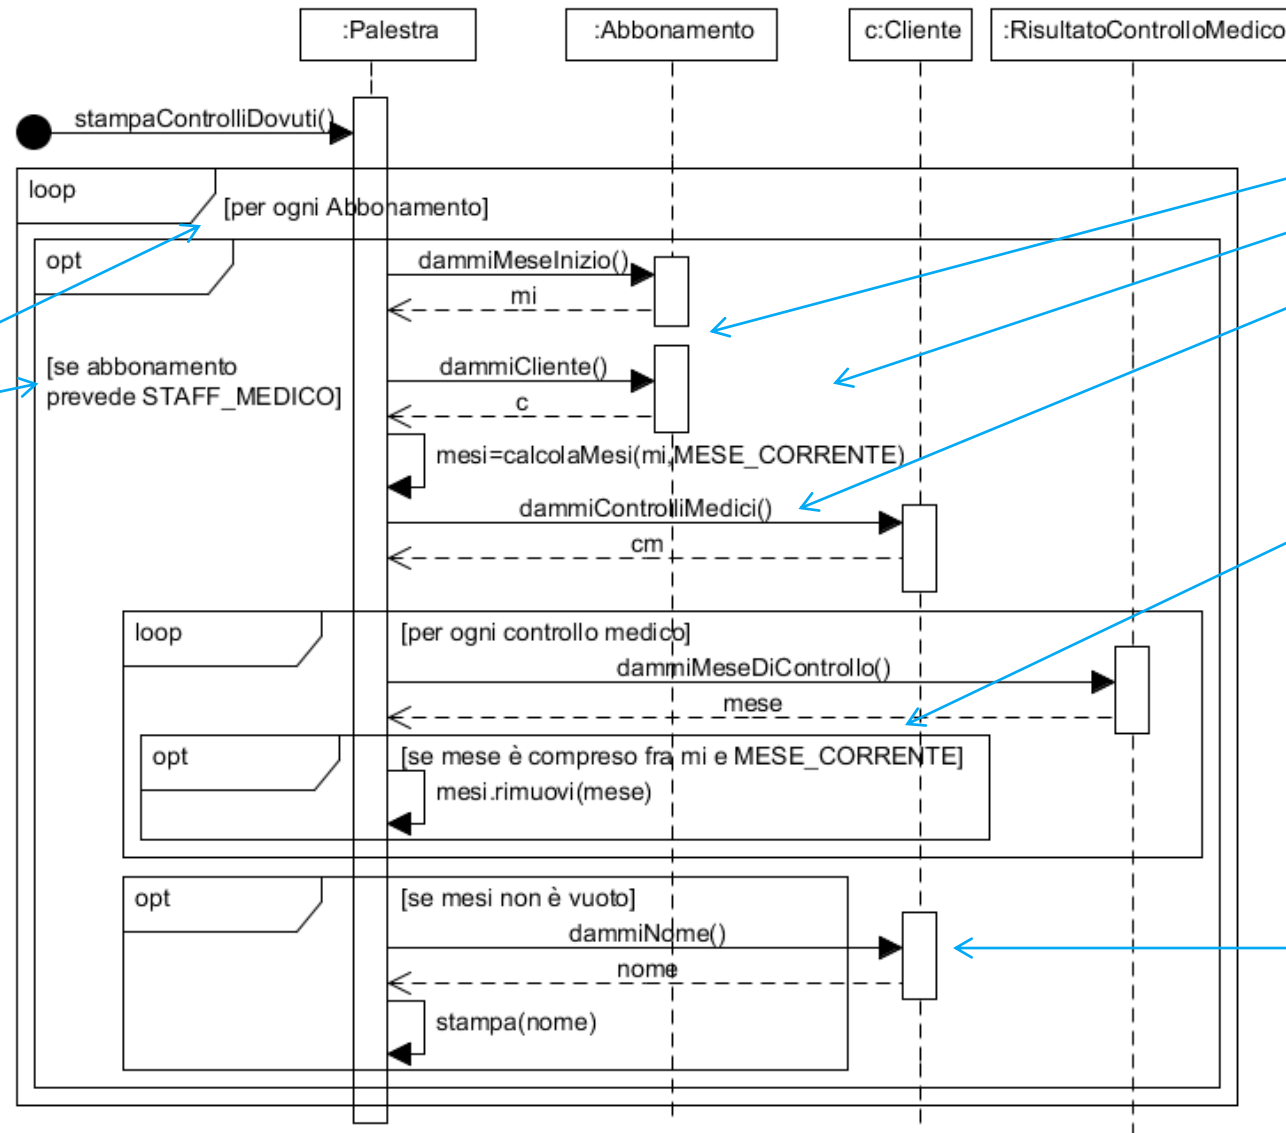 :Palestra
:Abbonamento
c:Cliente
:RisultatoControlloMedico
stampaControlliDovuti()
loop
[per ogni Abbonamento]
opt
dammiMeseInizio()
mi
[se abbonamento
prevede STAFF_MEDICO]
dammiCliente()
c
mesi=calcolaMesi(mi,MESE_CORRENTE)
dammiControlliMedici()
cm
loop
[per ogni controllo medico]
dammiMeseDiControllo()
mese
opt
[se mese è compreso fra mi e MESE_CORRENTE]
mesi.rimuovi(mese)
opt
[se mesi non è vuoto]
dammiNome()
nome
stampa(nome)